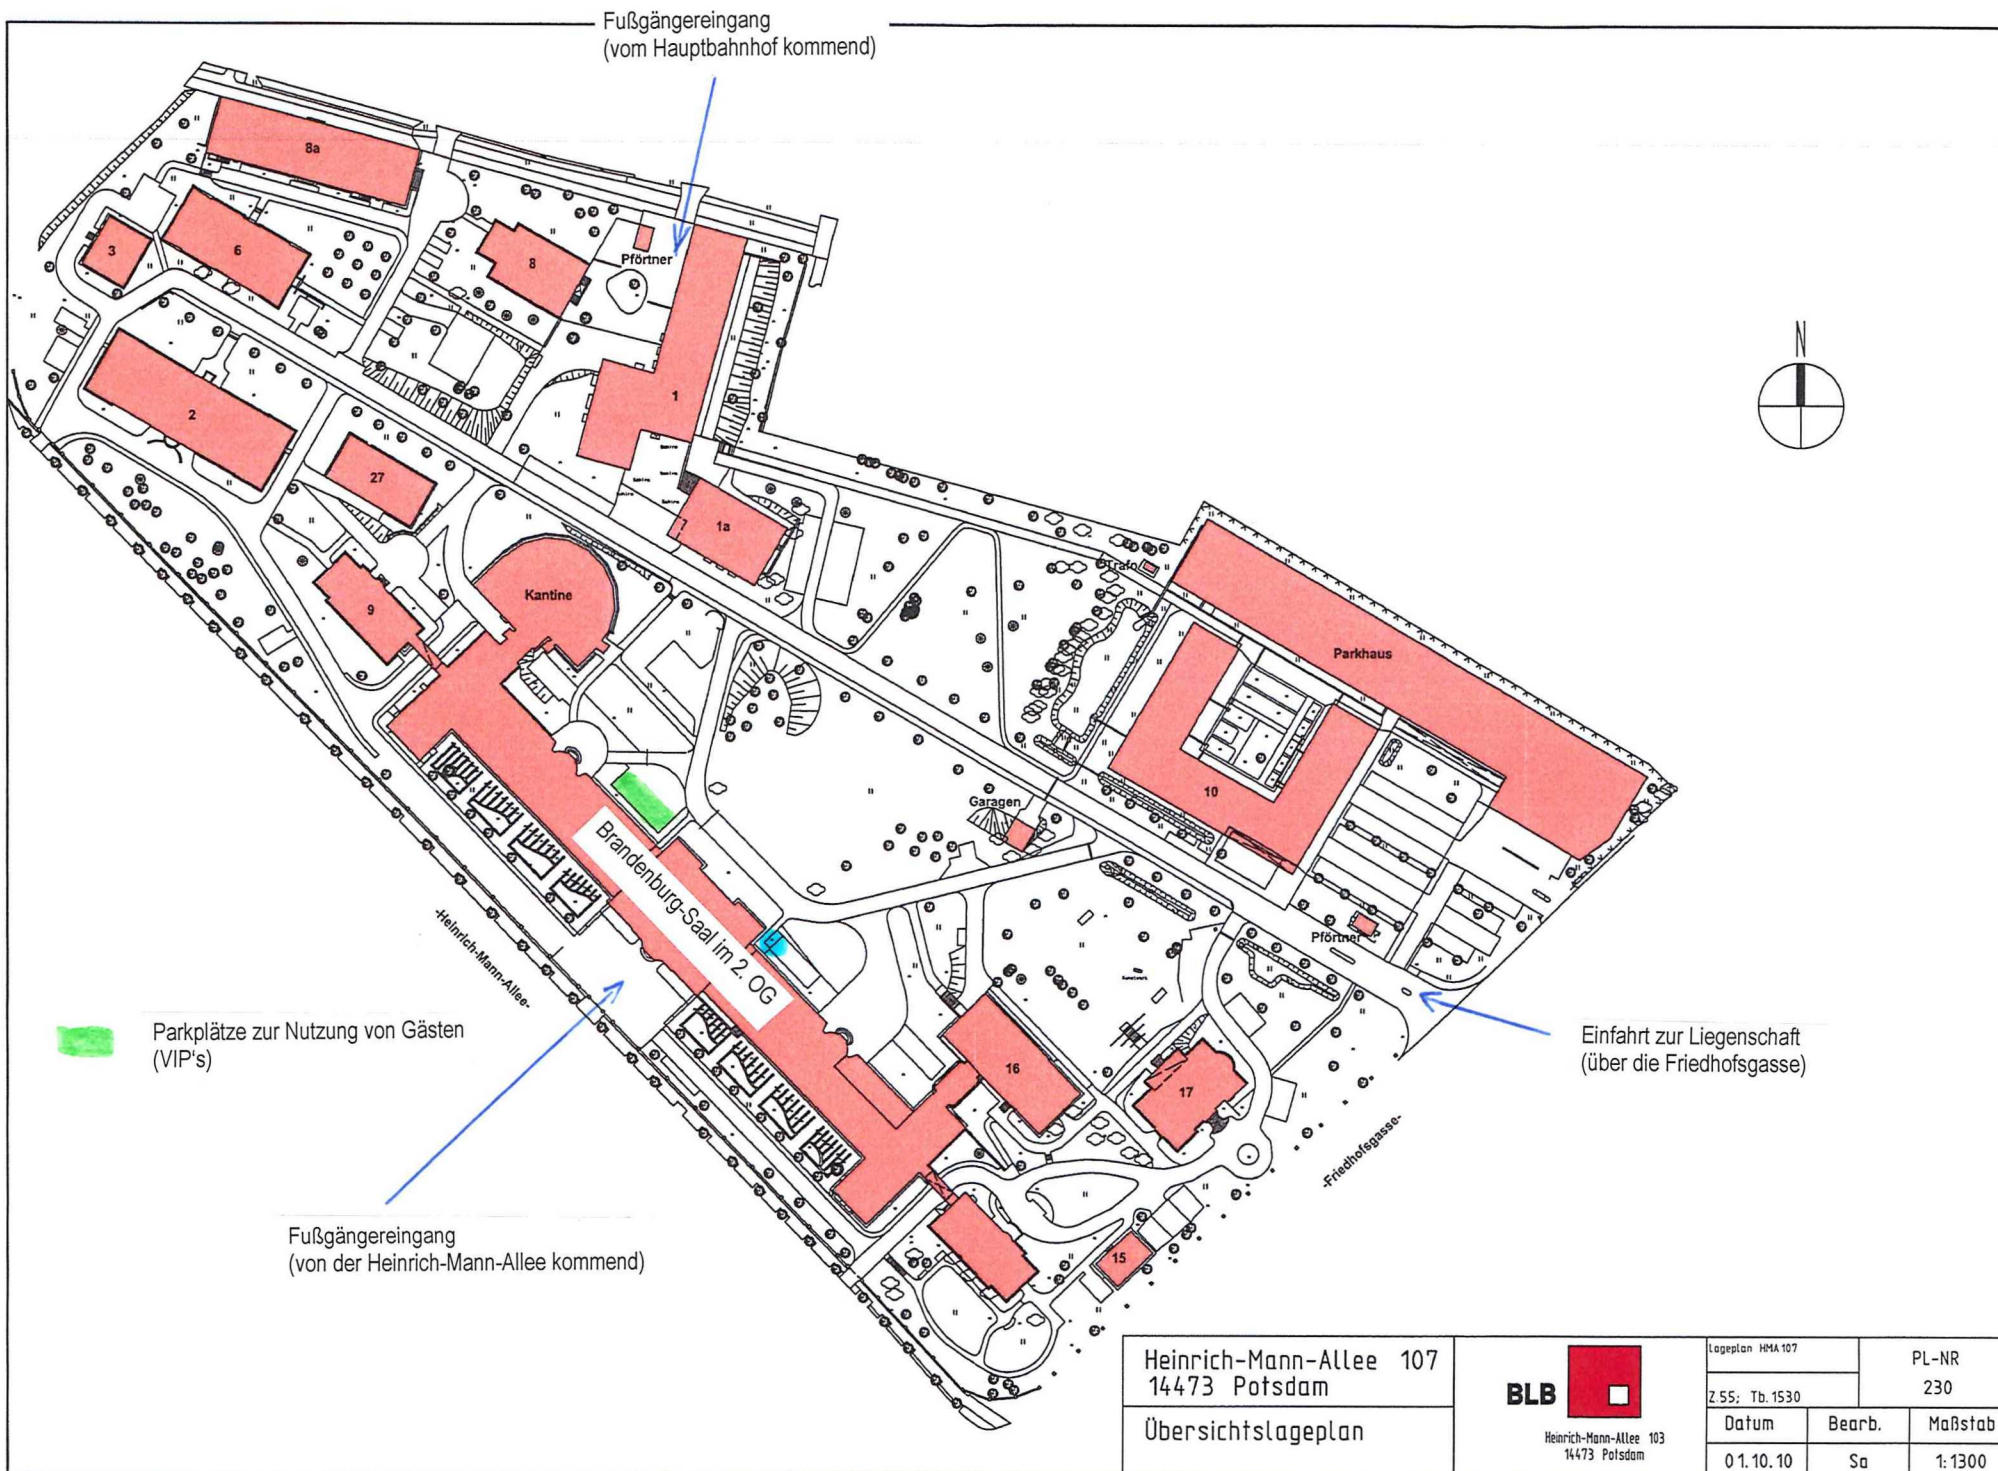 Fußgängereingang
(vom Hauptbahnhof kommend)
8a
3
6
8
Pförtner
N
2
1
27
1a
Trafo
Kantine
9
Parkhaus
10
Garagen
Brandenburg-Saal im 2. OG
-Heinrich-Mann-Allee-
Pförtner
Parkplätze zur Nutzung von Gästen
(VIP's)
Einfahrt zur Liegenschaft
(über die Friedhofsgasse)
16
17
-Friedhofsgasse-
Fußgängereingang
(von der Heinrich-Mann-Allee kommend)
15
Heinrich-Mann-Allee 107
14473 Potsdam
Übersichtslageplan
BLB
Heinrich-Mann-Allee 103
14473 Potsdam
Lageplan HMA 107
Z.55; Tb. 1530
PL-NR
230
Datum
Bearb.
Maßstab
01.10.10
Sa
1:1300